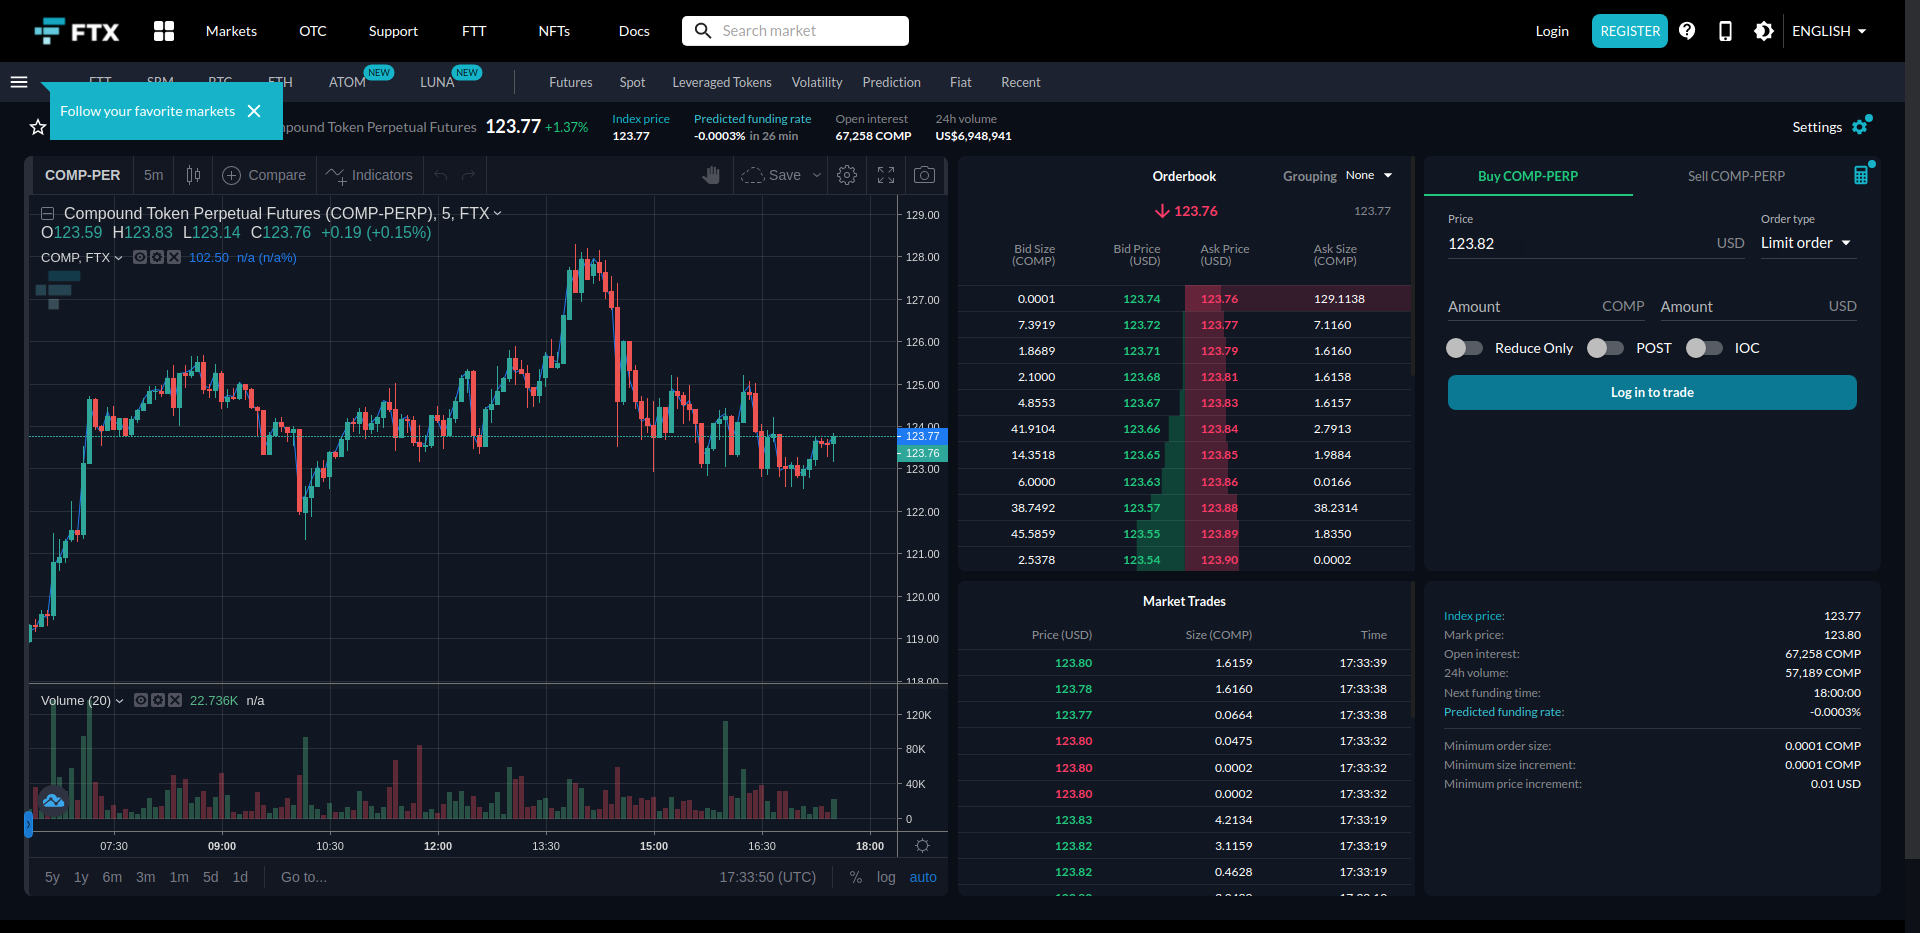 FTX
Markets
OTC
Support
FTT
NFTs
Docs
Search market
Login
REGISTER
ENGLISH
ATOM NEW
LUNA NEW
Futures
Spot
Leveraged Tokens
Volatility
Prediction
Fiat
Recent
Follow your favorite markets
Token Perpetual Futures
123.77 +1.37%
Index price
123.77
Predicted funding rate
-0.0003% in 26 min
Open interest
67,258 COMP
24h volume
US$6,948,941
Settings
COMP-PER
5m
Compare
Indicators
Save
Compound Token Perpetual Futures (COMP-PERP), 5, FTX
O123.59 H123.83 L123.14 C123.76 +0.19 (+0.15%)
COMP, FTX 102.50 n/a (n/a%)
129.00
128.00
127.00
126.00
125.00
124.00
123.77
123.76
123.00
122.00
121.00
120.00
119.00
118.00
Volume (20) 22.736K n/a
120K
80K
40K
0
07:30 09:00 10:30 12:00 13:30 15:00 16:30 18:00
5y 1y 6m 3m 1m 5d 1d Go to... 17:33:50 (UTC) % log auto
Orderbook
Grouping None
123.76
123.77
Bid Size (COMP) Bid Price (USD) Ask Price (USD) Ask Size (COMP)
0.0001 123.74 123.76 129.1138
7.3919 123.72 123.77 7.1160
1.8689 123.71 123.79 1.6160
2.1000 123.68 123.81 1.6158
4.8553 123.67 123.83 1.6157
41.9104 123.66 123.84 2.7913
14.3518 123.65 123.85 1.9884
6.0000 123.63 123.86 0.0166
38.7492 123.57 123.88 38.2314
45.5859 123.55 123.89 1.8350
2.5378 123.54 123.90 0.0002
Market Trades
Price (USD) Size (COMP) Time
123.80 1.6159 17:33:39
123.78 1.6160 17:33:38
123.77 0.0664 17:33:38
123.80 0.0475 17:33:32
123.80 0.0002 17:33:32
123.80 0.0002 17:33:32
123.83 4.2134 17:33:19
123.82 3.1159 17:33:19
123.82 0.4628 17:33:19
Buy COMP-PERP
Sell COMP-PERP
Price
123.82 USD
Order type
Limit order
Amount COMP
Amount USD
Reduce Only
POST
IOC
Log in to trade
Index price: 123.77
Mark price: 123.80
Open interest: 67,258 COMP
24h volume: 57,189 COMP
Next funding time: 18:00:00
Predicted funding rate: -0.0003%
Minimum order size: 0.0001 COMP
Minimum size increment: 0.0001 COMP
Minimum price increment: 0.01 USD